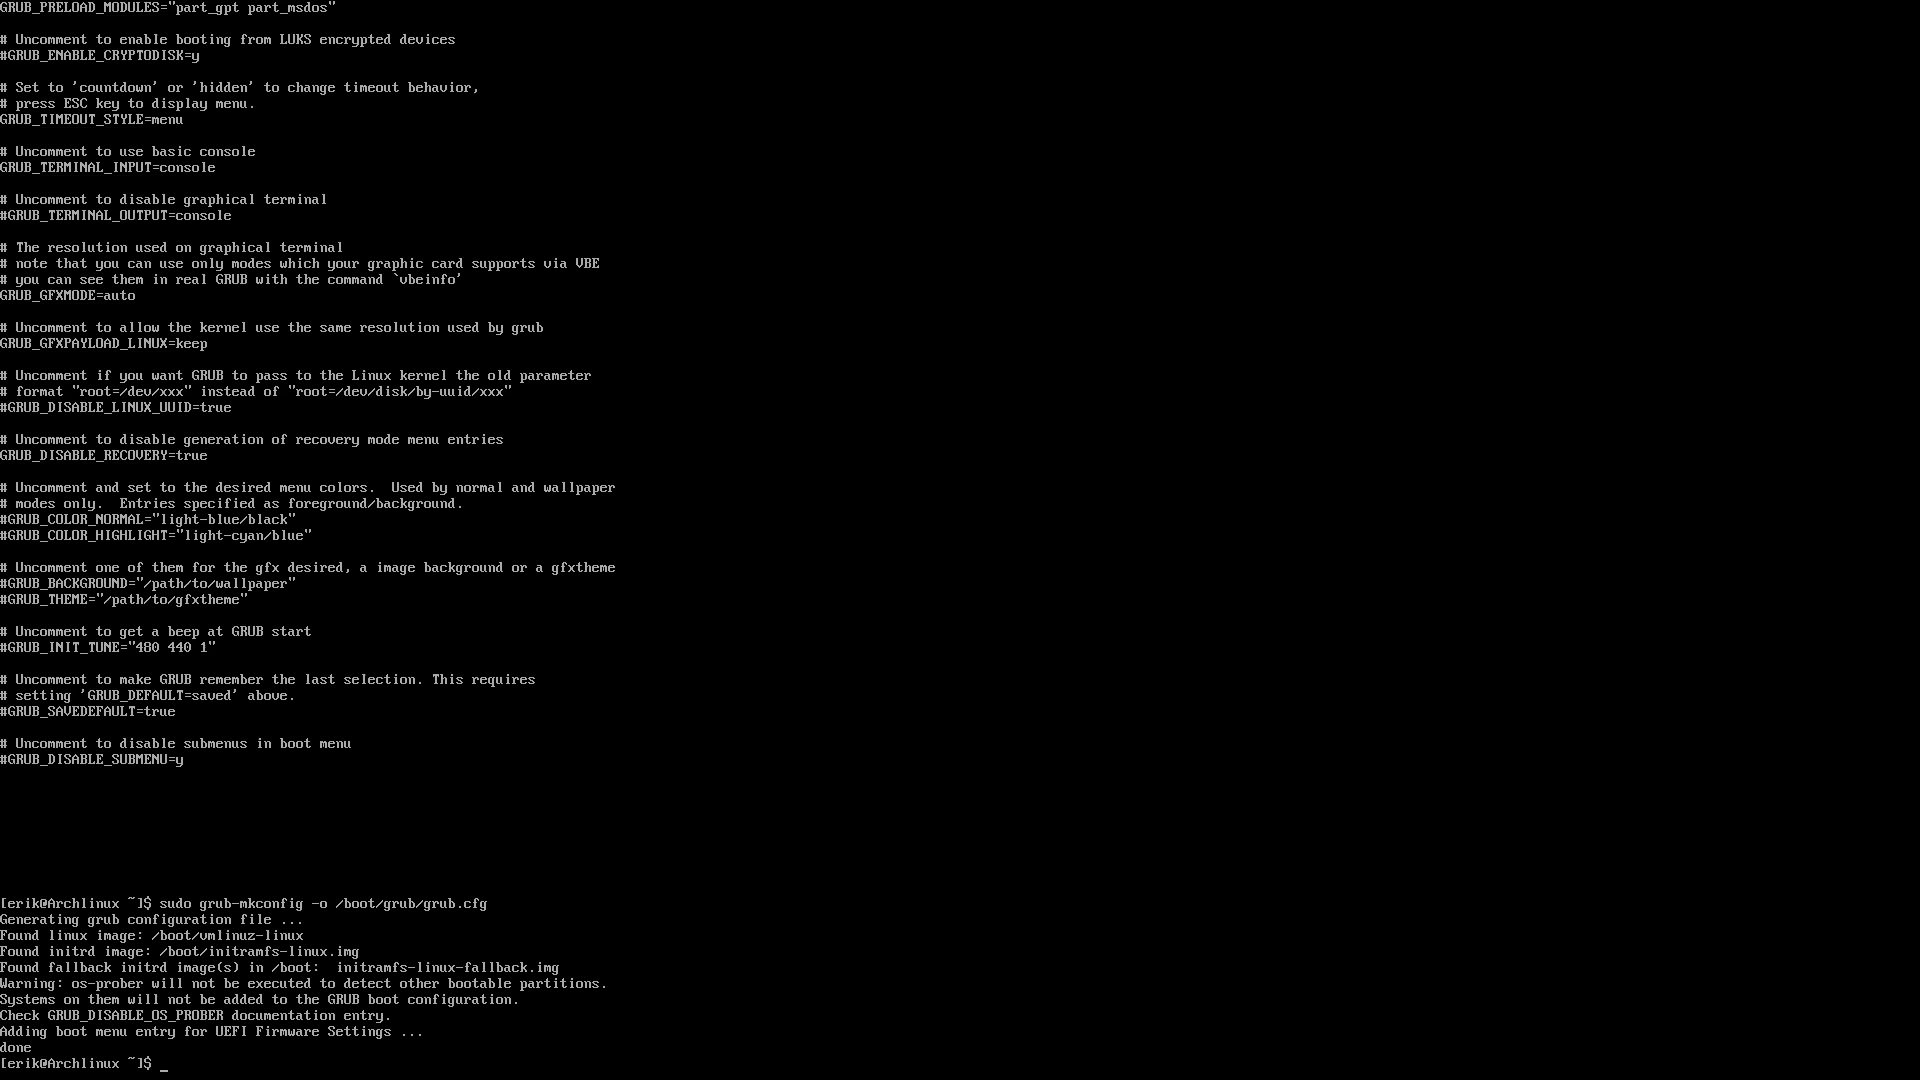 GRUB_PRELOAD_MODULES="part_gpt part_msdos"
# Uncomment to enable booting from LUKS encrypted devices
#GRUB_ENABLE_CRYPTODISK=y
# Set to 'countdown' or 'hidden' to change timeout behavior,
# press ESC key to display menu.
GRUB_TIMEOUT_STYLE=menu
# Uncomment to use basic console
GRUB_TERMINAL_INPUT=console
# Uncomment to disable graphical terminal
#GRUB_TERMINAL_OUTPUT=console
# The resolution used on graphical terminal
# note that you can use only modes which your graphic card supports via VBE
# you can see them in real GRUB with the command `vbeinfo'
GRUB_GFXMODE=auto
# Uncomment to allow the kernel use the same resolution used by grub
GRUB_GFXPAYLOAD_LINUX=keep
# Uncomment if you want GRUB to pass to the Linux kernel the old parameter
# format "root=/dev/xxx" instead of "root=/dev/disk/by-uuid/xxx"
#GRUB_DISABLE_LINUX_UUID=true
# Uncomment to disable generation of recovery mode menu entries
GRUB_DISABLE_RECOVERY=true
# Uncomment and set to the desired menu colors.  Used by normal and wallpaper
# modes only.  Entries specified as foreground/background.
#GRUB_COLOR_NORMAL="light-blue/black"
#GRUB_COLOR_HIGHLIGHT="light-cyan/blue"
# Uncomment one of them for the gfx desired, a image background or a gfxtheme
#GRUB_BACKGROUND="/path/to/wallpaper"
#GRUB_THEME="/path/to/gfxtheme"
# Uncomment to get a beep at GRUB start
#GRUB_INIT_TUNE="480 440 1"
# Uncomment to make GRUB remember the last selection. This requires
# setting 'GRUB_DEFAULT=saved' above.
#GRUB_SAVEDEFAULT=true
# Uncomment to disable submenus in boot menu
#GRUB_DISABLE_SUBMENU=y
[erik@Archlinux ~]$ sudo grub-mkconfig -o /boot/grub/grub.cfg
Generating grub configuration file ...
Found linux image: /boot/vmlinuz-linux
Found initrd image: /boot/initramfs-linux.img
Found fallback initrd image(s) in /boot:  initramfs-linux-fallback.img
Warning: os-prober will not be executed to detect other bootable partitions.
Systems on them will not be added to the GRUB boot configuration.
Check GRUB_DISABLE_OS_PROBER documentation entry.
Adding boot menu entry for UEFI Firmware Settings ...
done
[erik@Archlinux ~]$ _